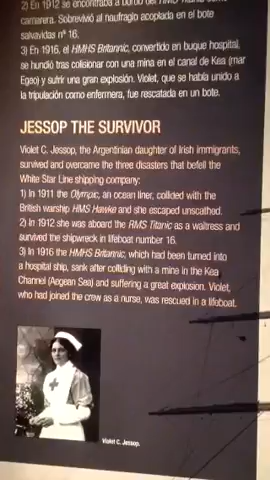 2) En 1912 se encontraba a bordo del
camarera. Sobrevivió al naufragio acoplada en el bote
salvavidas nº 16.
3) En 1916, el HMHS Britannic, convertido en buque hospital,
se hundió tras colisionar con una mina en el canal de Kea (mar
Egeo) y sufrir una gran explosión. Violet, que se había unido a
la tripulación como enfermera, fue rescatada en un bote.
JESSOP THE SURVIVOR
Violet C. Jessop, the Argentinian daughter of Irish immigrants,
survived and overcame the three disasters that befell the
White Star Line shipping company:
1) In 1911 the Olympic, an ocean liner, collided with the
British warship HMS Hawke and she escaped unscathed.
2) In 1912 she was aboard the RMS Titanic as a waitress and
survived the shipwreck in lifeboat number 16.
3) In 1916 the HMHS Britannic, which had been turned into
a hospital ship, sank after colliding with a mine in the Kea
Channel (Aegean Sea) and suffering a great explosion. Violet,
who had joined the crew as a nurse, was rescued in a lifeboat.
Violet C. Jessop.